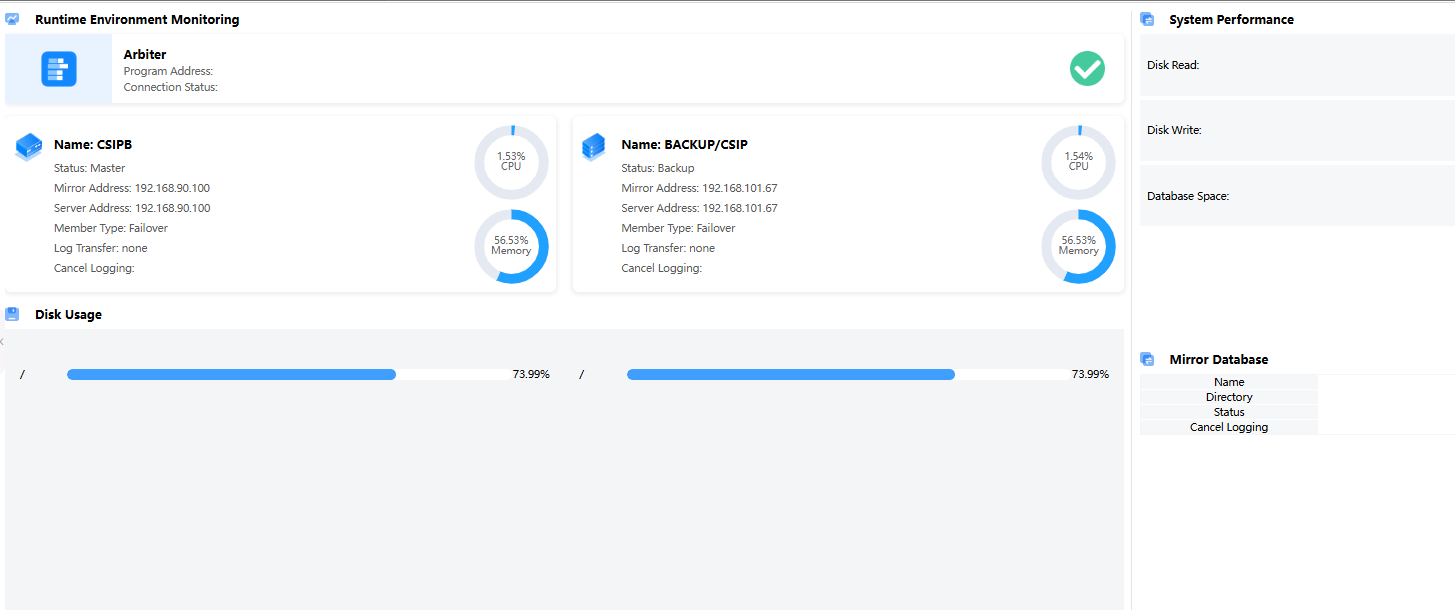 Runtime Environment Monitoring
Arbiter
Program Address:
Connection Status:
Name: CSIPB
Status: Master
Mirror Address: 192.168.90.100
Server Address: 192.168.90.100
Member Type: Failover
Log Transfer: none
Cancel Logging:
1.53%
CPU
56.53%
Memory
Name: BACKUP/CSIP
Status: Backup
Mirror Address: 192.168.101.67
Server Address: 192.168.101.67
Member Type: Failover
Log Transfer: none
Cancel Logging:
1.54%
CPU
56.53%
Memory
Disk Usage
/ 73.99%
/ 73.99%
System Performance
Disk Read:
Disk Write:
Database Space:
Mirror Database
Name
Directory
Status
Cancel Logging